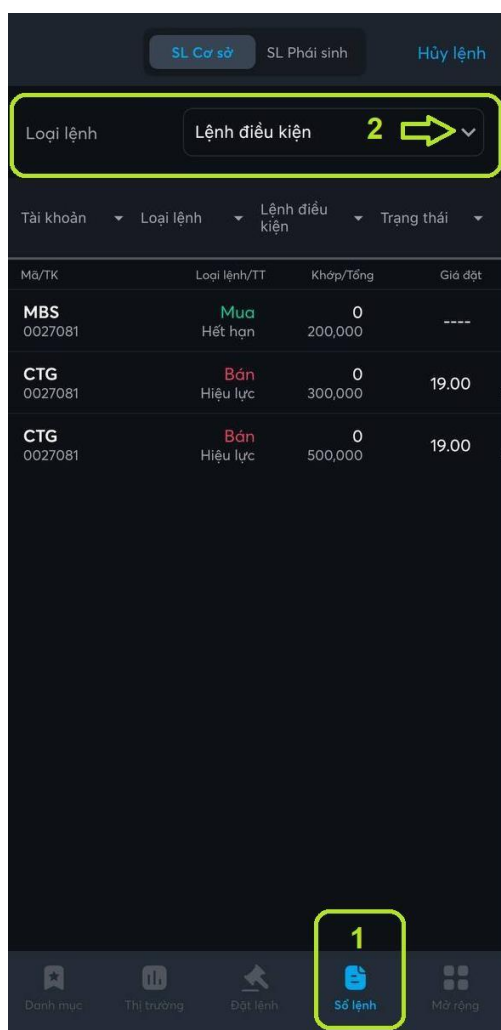 SL Cơ sở SL Phái sinh Hủy lệnh
Loại lệnh Lệnh điều kiện 2
Tài khoản Loại lệnh Lệnh điều kiện Trạng thái
Mã/TK Loại lệnh/TT Khớp/Tổng Giá đặt
MBS Mua 0 ----
0027081 Hết hạn 200,000
CTG Bán 0 19.00
0027081 Hiệu lực 300,000
CTG Bán 0 19.00
0027081 Hiệu lực 500,000
1
Danh mục Thị trường Đặt lệnh Sổ lệnh Mở rộng